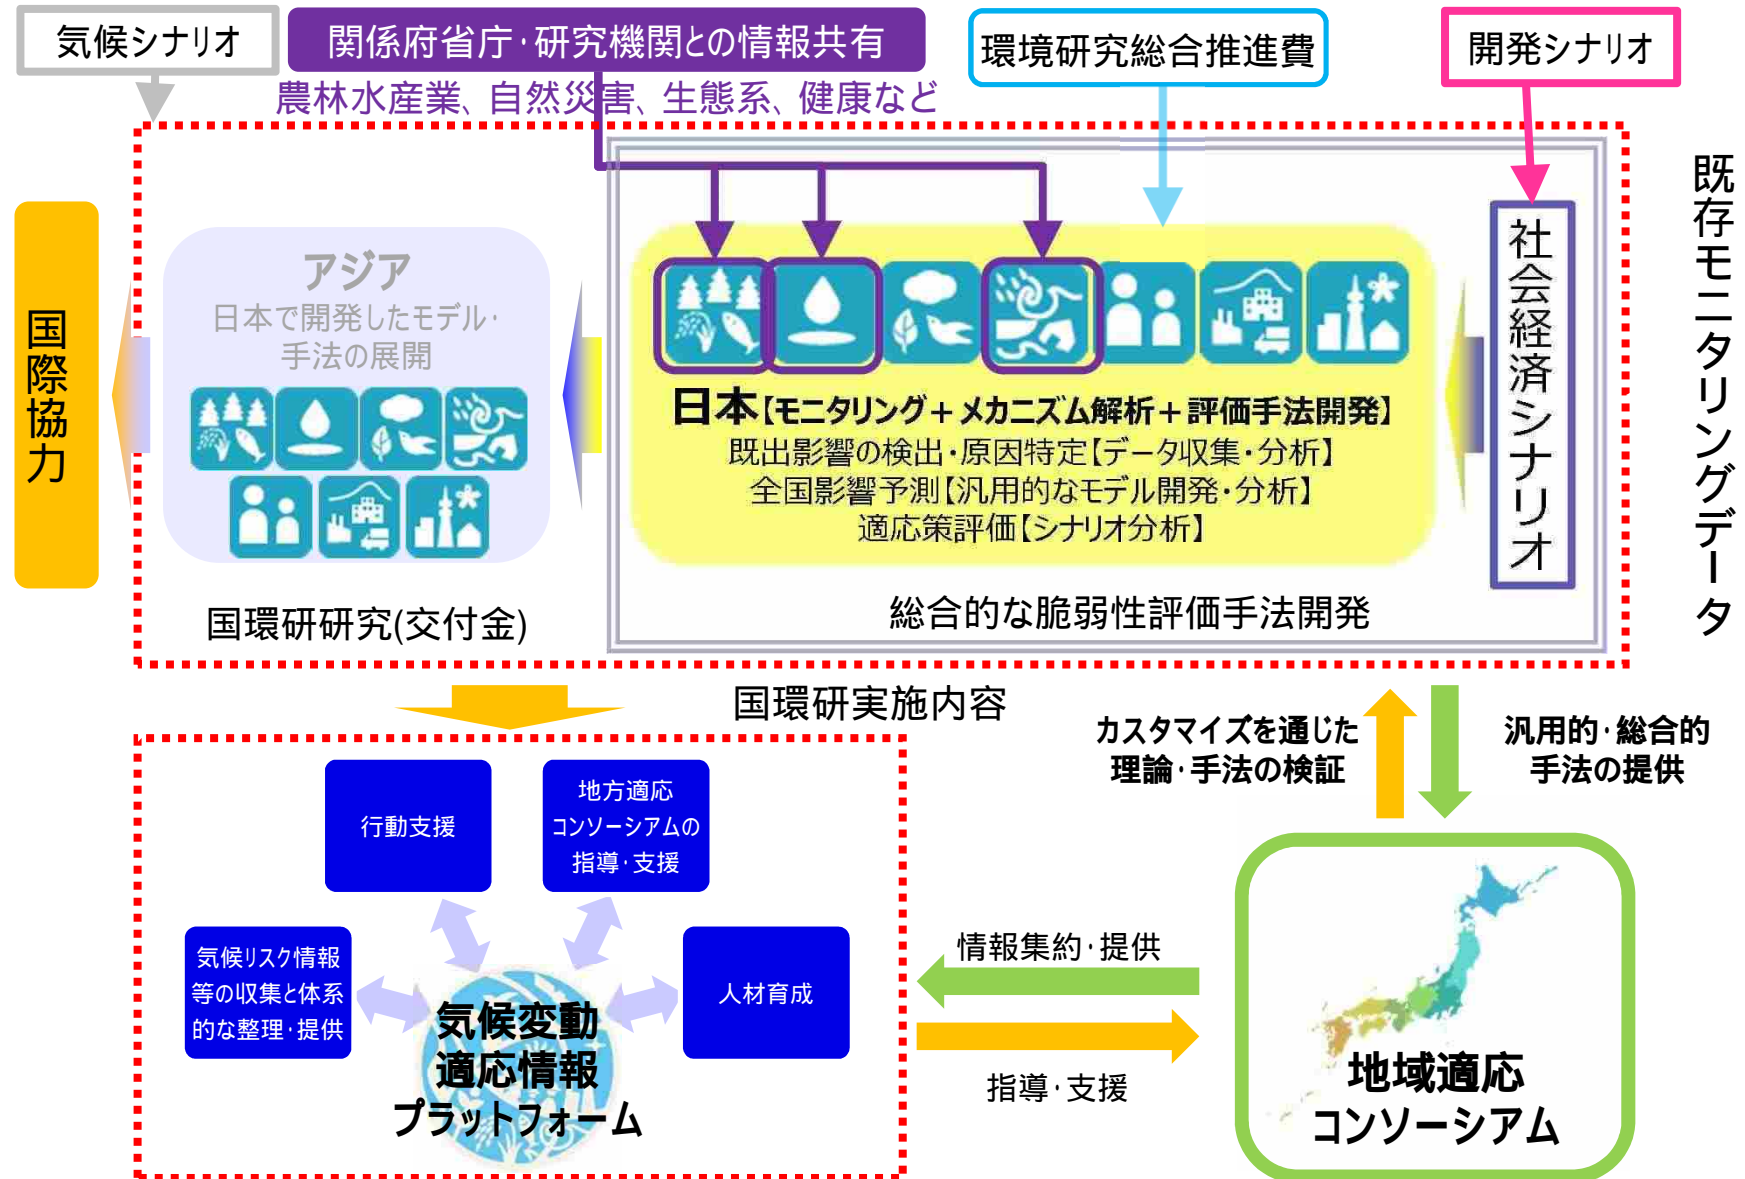 気候シナリオ
関係府省庁・研究機関との情報共有
環境研究総合推進費
開発シナリオ
農林水産業、自然災害、生態系、健康など
既存モニタリングデータ
国際協力
アジア
日本で開発したモデル・
手法の展開
国環研研究(交付金)
日本【モニタリング＋メカニズム解析＋評価手法開発】
既出影響の検出・原因特定【データ収集・分析】
全国影響予測【汎用的なモデル開発・分析】
適応策評価【シナリオ分析】
社会経済シナリオ
総合的な脆弱性評価手法開発
国環研実施内容
カスタマイズを通じた
理論・手法の検証
汎用的・総合的
手法の提供
行動支援
地方適応
コンソーシアムの
指導・支援
気候リスク情報
等の収集と体系
的な整理・提供
人材育成
気候変動
適応情報
プラットフォーム
情報集約・提供
指導・支援
地域適応
コンソーシアム